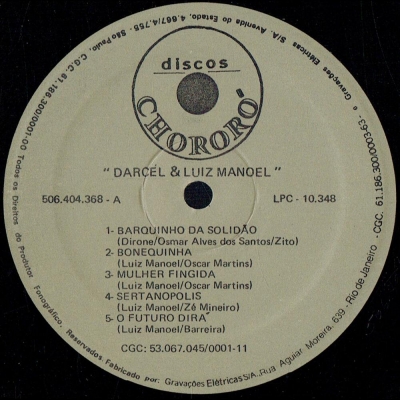 discos
CHORORÓ
" DARCEL & LUIZ MANOEL "
506.404.368 - A
LPC - 10.348
1- BARQUINHO DA SOLIDÃO
(Dirone/Osmar Alves dos Santos/Zito)
2- BONEQUINHA
(Luiz Manoel/Oscar Martins)
3- MULHER FINGIDA
(Luiz Manoel/Oscar Martins)
4- SERTANOPOLIS
(Luiz Manoel/Zé Mineiro)
5- O FUTURO DIRA
(Luiz Manoel/Barreira)
CGC: 53.067.045/0001-11
Todos os Direitos do Produtor Fonográfico. Reservados Fabricado por: Gravações Elétricas S/A. Rua Aguiar Moreira, 639 - Rio de Janeiro - CGC. 61.186.300/0003-63 - e Gravações Elétricas S/A. Avenida do Estado, 4.667/4.755 - São Paulo. C.G.C. 61.186.300/0001-00